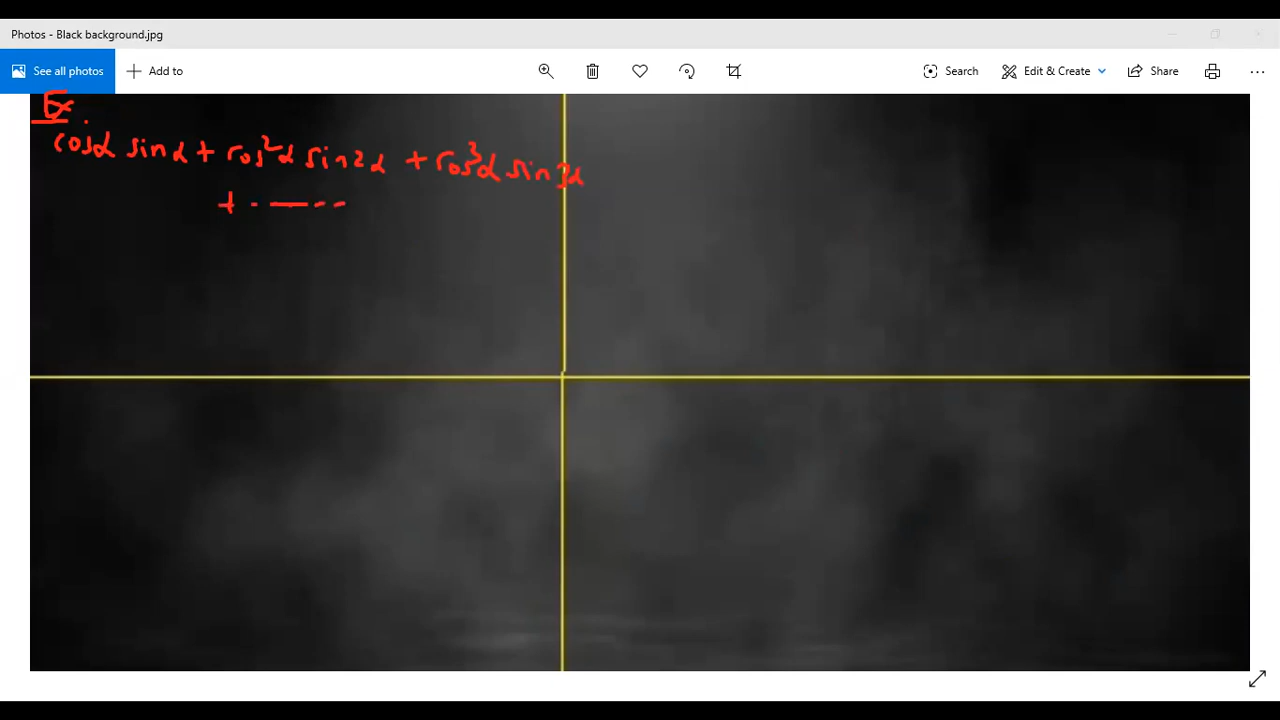 Photos - Black background.jpg
See all photos
Add to
Search
Edit & Create
Share
Ex.
cosα sinα + cos²α sin2α + cos³α sin3α
+ - --- - -